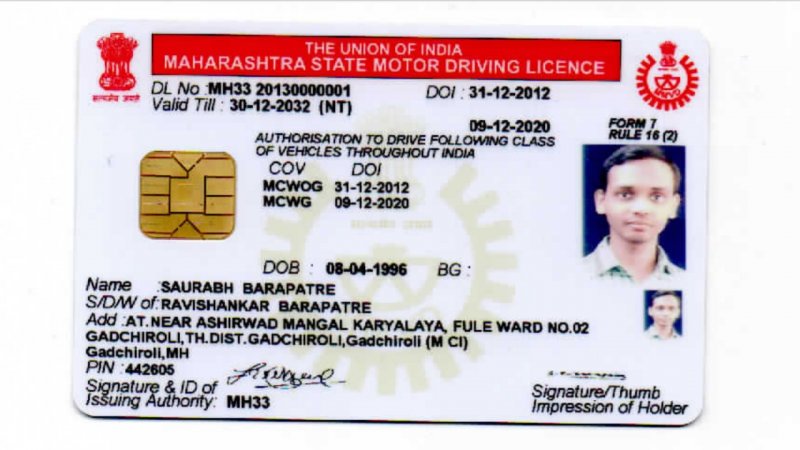 THE UNION OF INDIA
MAHARASHTRA STATE MOTOR DRIVING LICENCE
सत्यमेव जयते
DL No : MH33 20130000001 DOI : 31-12-2012
Valid Till : 30-12-2032 (NT)
09-12-2020
FORM 7
RULE 16 (2)
AUTHORISATION TO DRIVE FOLLOWING CLASS
OF VEHICLES THROUGHOUT INDIA
COV DOI
MCWOG 31-12-2012
MCWG 09-12-2020
DOB : 08-04-1996 BG :
Name :SAURABH BARAPATRE
S/D/W of :RAVISHANKAR BARAPATRE
Add :AT.NEAR ASHIRWAD MANGAL KARYALAYA, FULE WARD NO.02
GADCHIROLI,TH.DIST.GADCHIROLI,Gadchiroli (M Cl)
Gadchiroli,MH
PIN :442605
Signature & ID of
Issuing Authority: MH33
Signature/Thumb
Impression of Holder